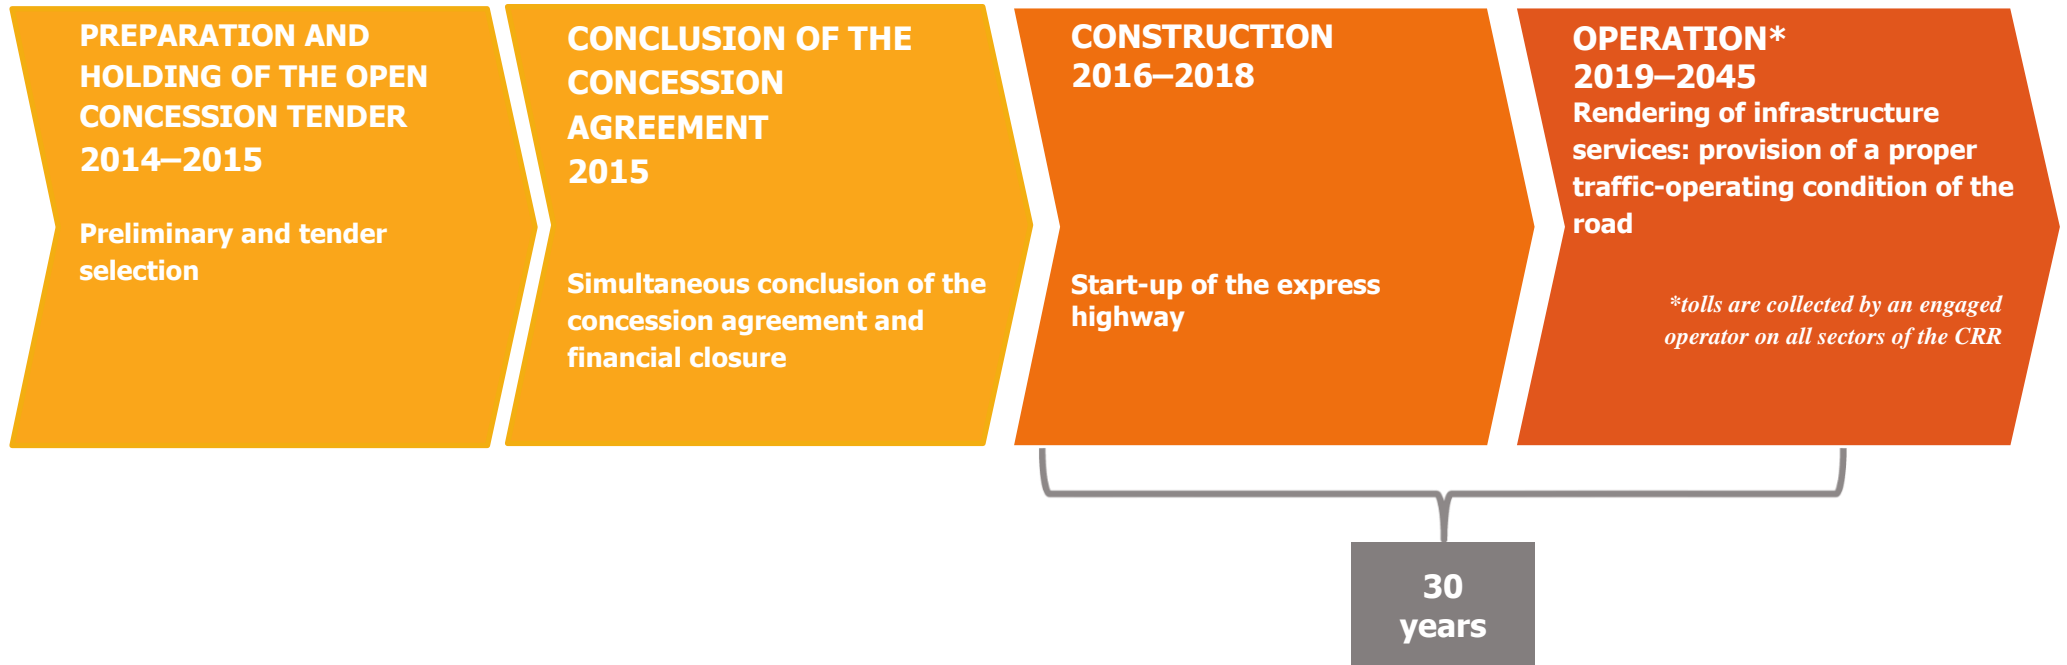 PREPARATION AND
HOLDING OF THE OPEN
CONCESSION TENDER
2014–2015
Preliminary and tender
selection
CONCLUSION OF THE
CONCESSION
AGREEMENT
2015
Simultaneous conclusion of the
concession agreement and
financial closure
CONSTRUCTION
2016–2018
Start-up of the express
highway
OPERATION*
2019–2045
Rendering of infrastructure
services: provision of a proper
traffic-operating condition of the
road
*tolls are collected by an engaged
operator on all sectors of the CRR
30
years